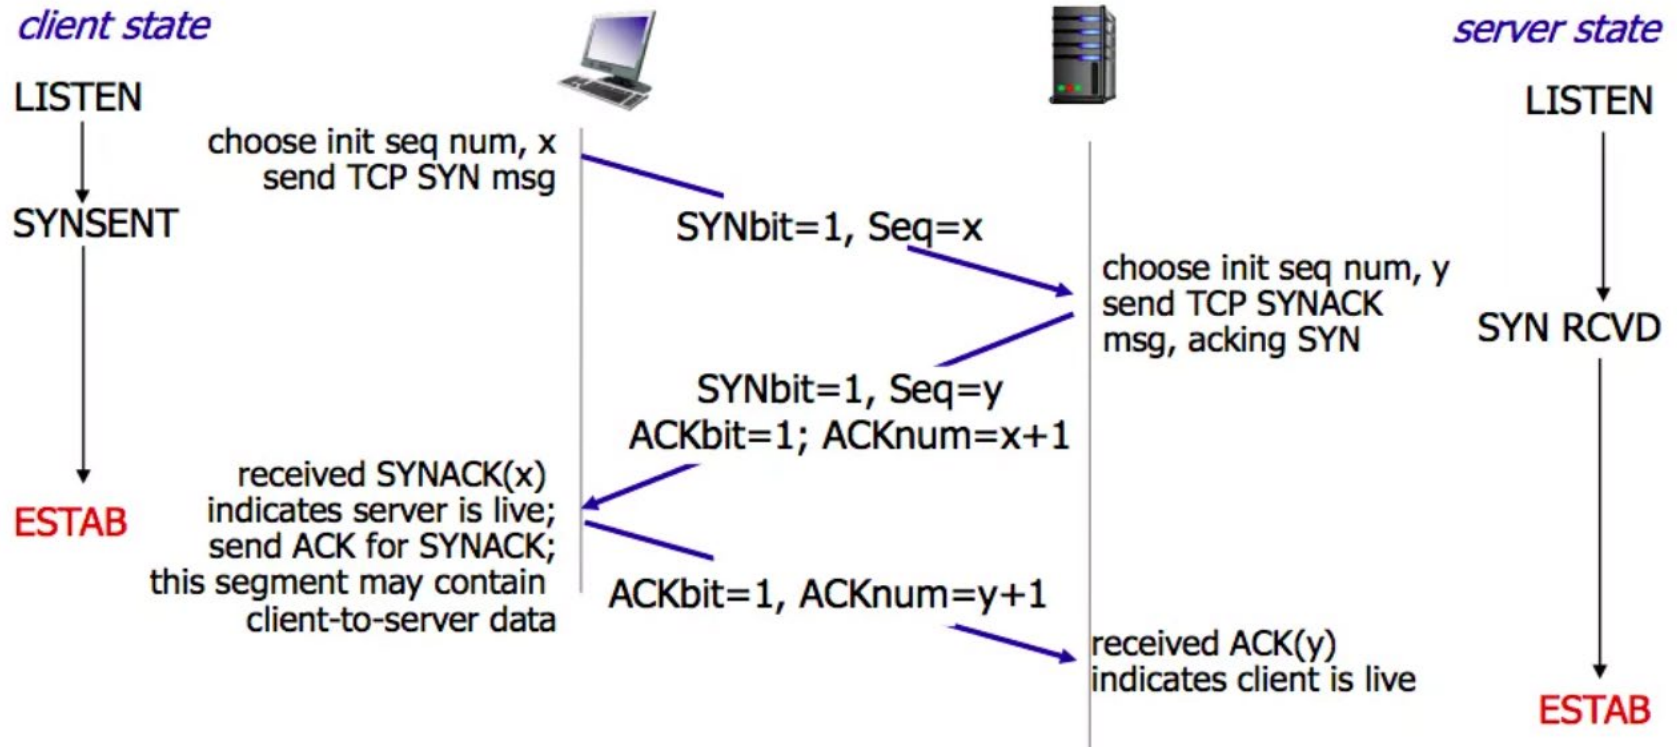 client state
server state
LISTEN
LISTEN
choose init seq num, x
send TCP SYN msg
SYNSENT
SYNbit=1, Seq=x
choose init seq num, y
send TCP SYNACK
msg, acking SYN
SYN RCVD
SYNbit=1, Seq=y
ACKbit=1; ACKnum=x+1
received SYNACK(x)
indicates server is live;
send ACK for SYNACK;
this segment may contain
client-to-server data
ESTAB
ACKbit=1, ACKnum=y+1
received ACK(y)
indicates client is live
ESTAB